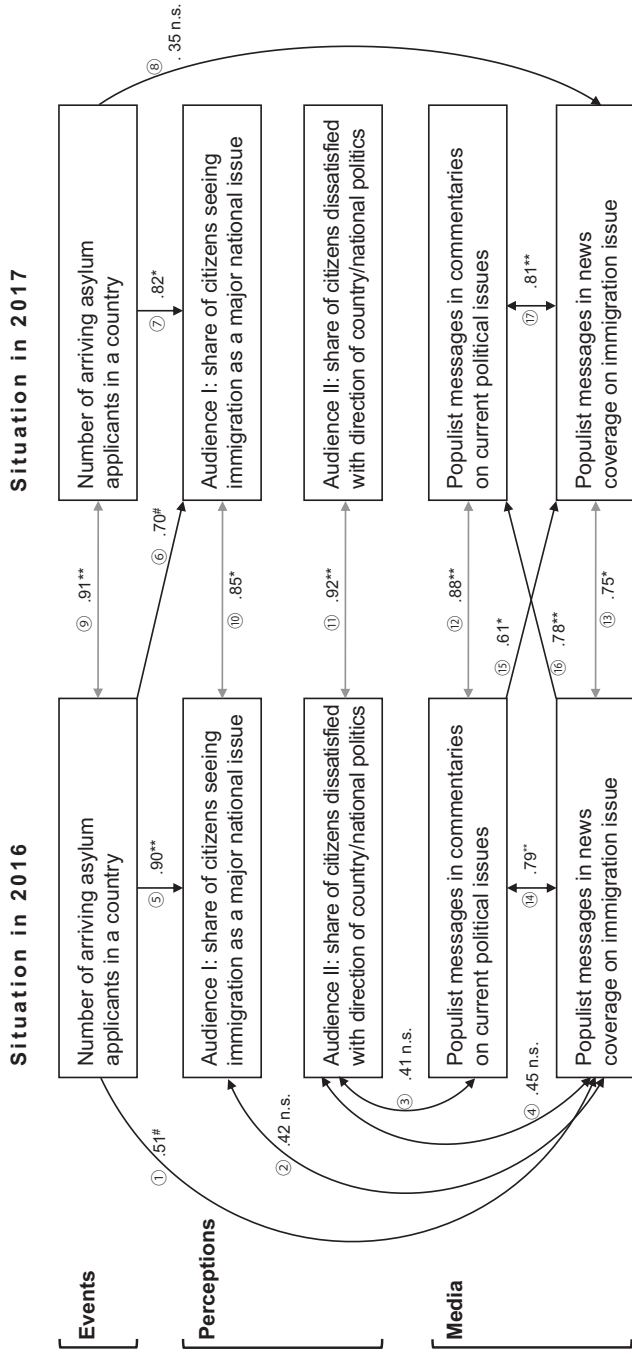 Situation in 2016
Situation in 2017
Events
Perceptions
Media
Number of arriving asylum
applicants in a country
Audience I: share of citizens seeing
immigration as a major national issue
Audience II: share of citizens dissatisfied
with direction of country/national politics
Populist messages in commentaries
on current political issues
Populist messages in news
coverage on immigration issue
Number of arriving asylum
applicants in a country
Audience I: share of citizens seeing
immigration as a major national issue
Audience II: share of citizens dissatisfied
with direction of country/national politics
Populist messages in commentaries
on current political issues
Populist messages in news
coverage on immigration issue
① .51#
② .42 n.s.
③ .41 n.s.
④ .45 n.s.
⑤ .90**
⑥ .70#
⑦ .82*
⑧ .35 n.s.
⑨ .91**
⑩ .85*
⑪ .92**
⑫ .88**
⑬ .75*
⑭ .79**
⑮ .61*
⑯ .78**
⑰ .81**